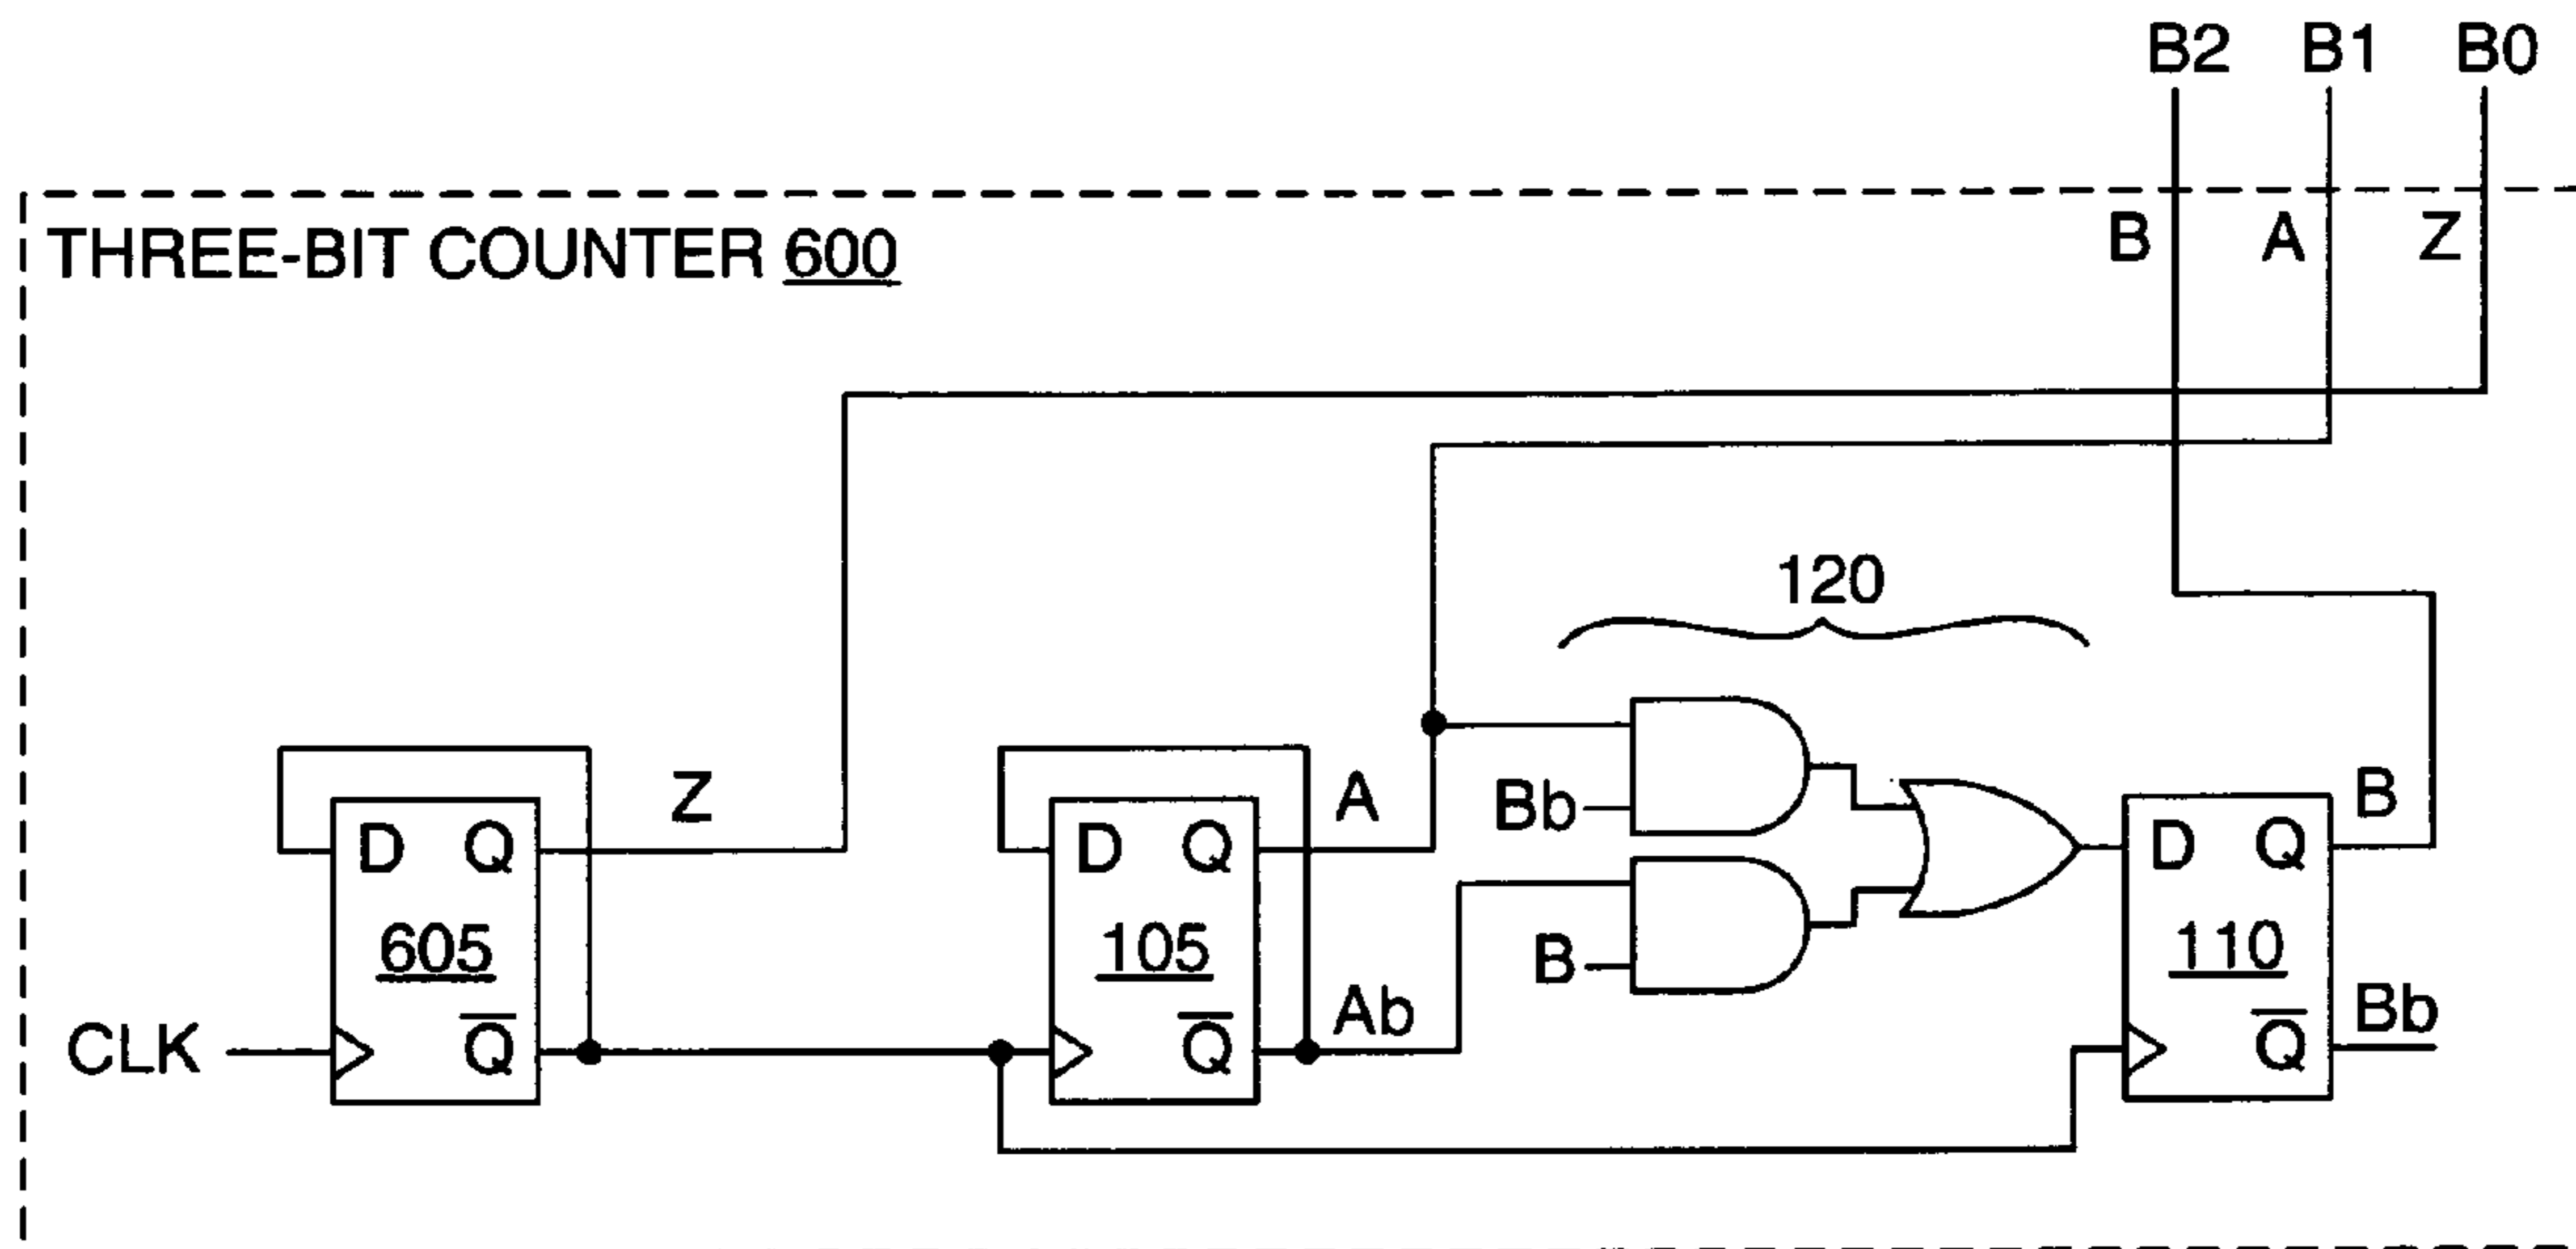 B2 B1 B0
B A Z
THREE-BIT COUNTER 600
120
Z A B
Bb
D Q D Q D Q
605 105 110
B
Ab Bb
CLK Q Q Q